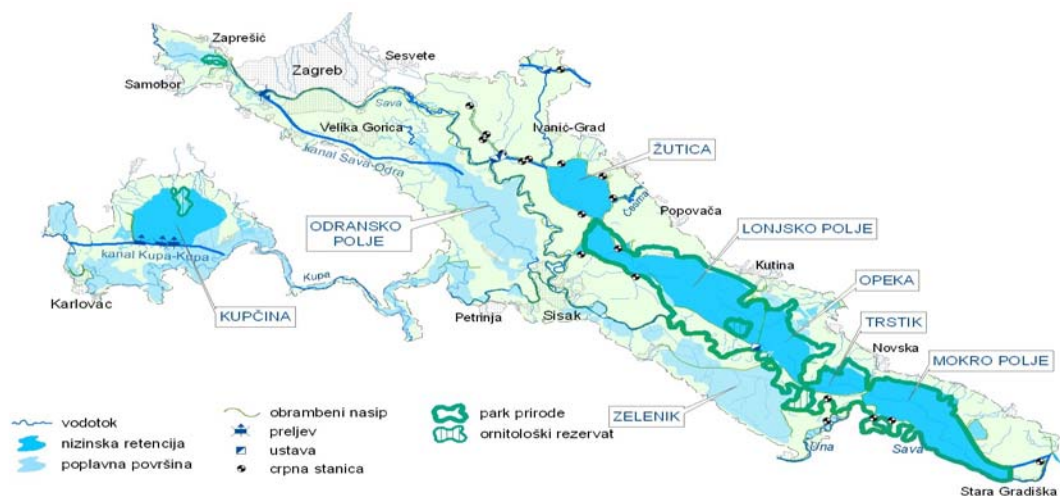 Zaprešić
Sesvete
Zagreb
Samobor
Sava
Velika Gorica
Ivanić-Grad
ŽUTICA
kanal Sava-Odra
Česma
Popovača
ODRANSKO
POLJE
LONJSKO POLJE
kanal Kupa-Kupa
Kupa
Kutina
OPEKA
Karlovac
KUPČINA
Petrinja
Sisak
TRSTIK
Novska
MOKRO POLJE
ZELENIK
Una
Sava
Stara Gradiška
vodotok
nizinska retencija
poplavna površina
obrambeni nasip
preljev
ustava
crpna stanica
park prirode
ornitološki rezervat